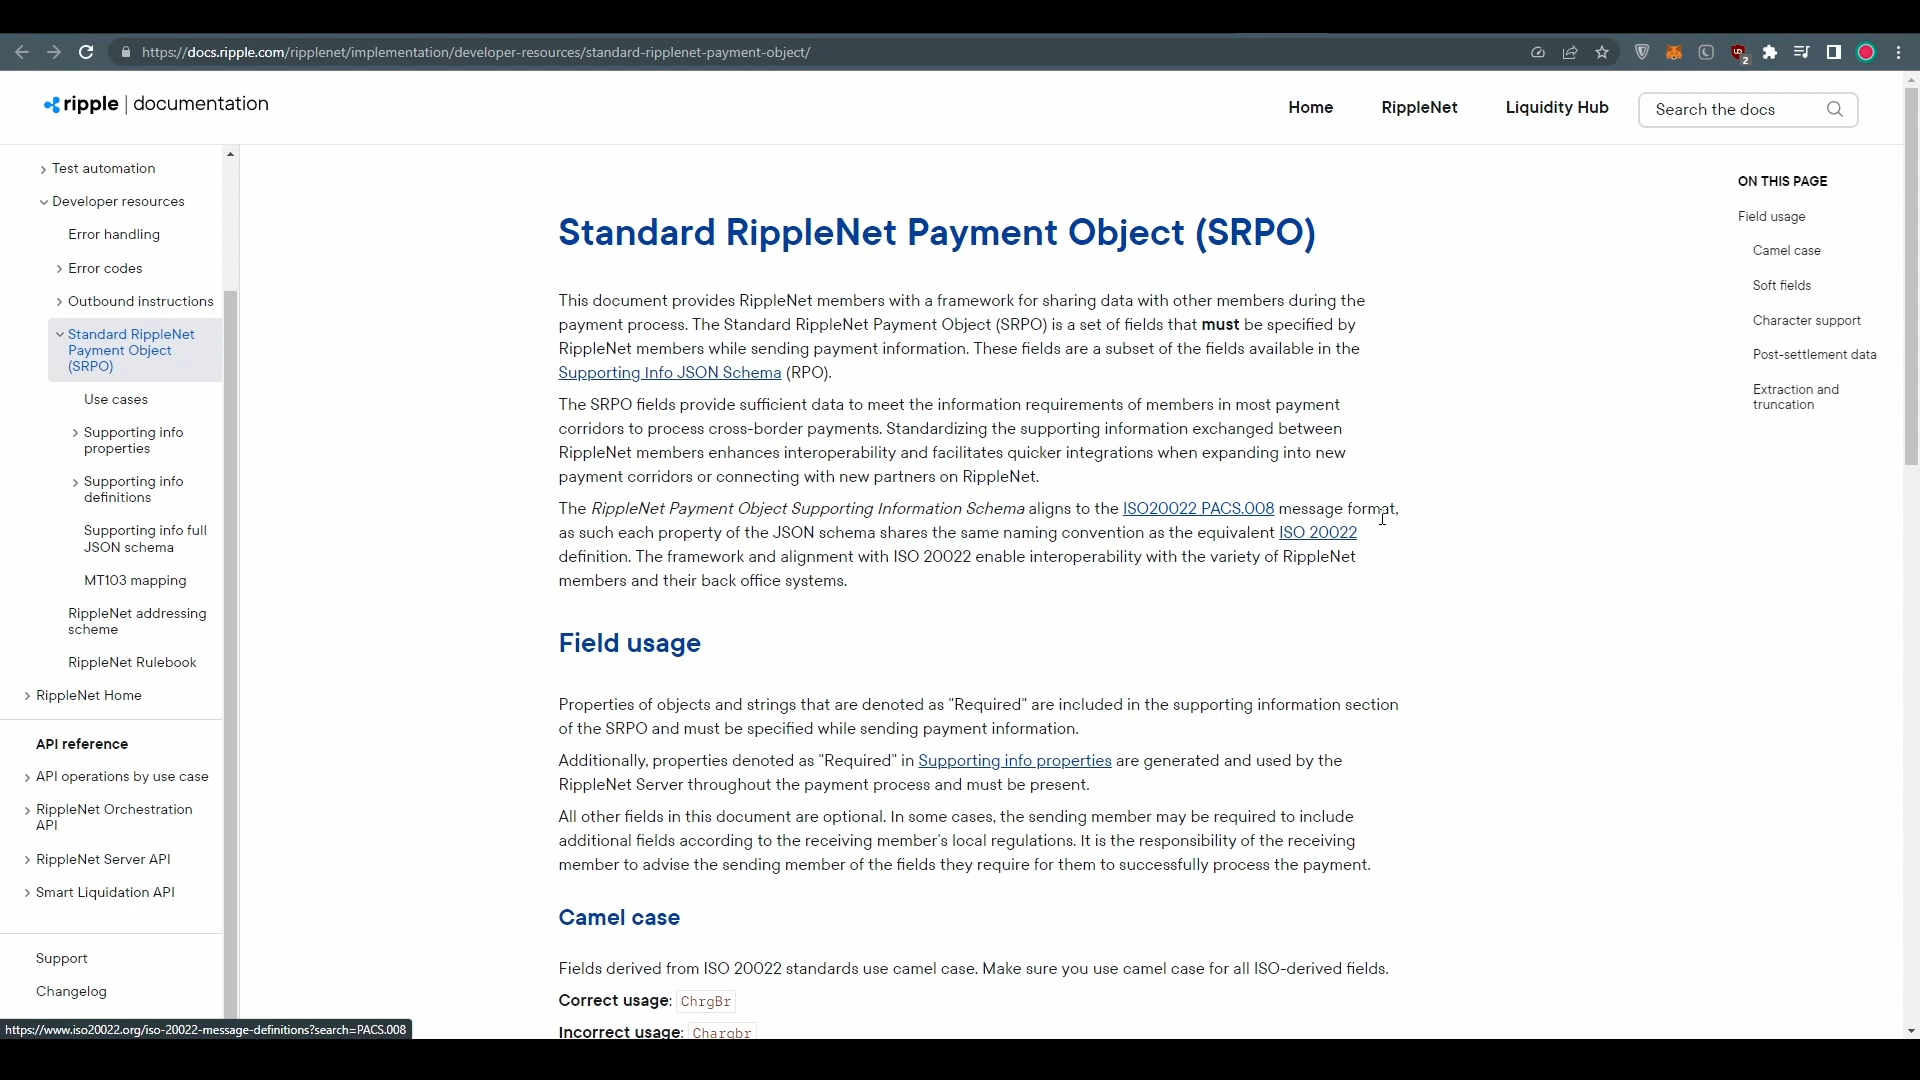 https://docs.ripple.com/ripplenet/implementation/developer-resources/standard-ripplenet-payment-object/
2
ripple | documentation
Home
RippleNet
Liquidity Hub
Search the docs
Test automation
Developer resources
Error handling
Error codes
Outbound instructions
Standard RippleNet
Payment Object
(SRPO)
Use cases
Supporting info
properties
Supporting info
definitions
Supporting info full
JSON schema
MT103 mapping
RippleNet addressing
scheme
RippleNet Rulebook
RippleNet Home
API reference
API operations by use case
RippleNet Orchestration
API
RippleNet Server API
Smart Liquidation API
Support
Changelog
Standard RippleNet Payment Object (SRPO)
This document provides RippleNet members with a framework for sharing data with other members during the
payment process. The Standard RippleNet Payment Object (SRPO) is a set of fields that must be specified by
RippleNet members while sending payment information. These fields are a subset of the fields available in the
Supporting Info JSON Schema (RPO).
The SRPO fields provide sufficient data to meet the information requirements of members in most payment
corridors to process cross-border payments. Standardizing the supporting information exchanged between
RippleNet members enhances interoperability and facilitates quicker integrations when expanding into new
payment corridors or connecting with new partners on RippleNet.
The RippleNet Payment Object Supporting Information Schema aligns to the ISO20022 PACS.008 message format,
as such each property of the JSON schema shares the same naming convention as the equivalent ISO 20022
definition. The framework and alignment with ISO 20022 enable interoperability with the variety of RippleNet
members and their back office systems.
Field usage
Properties of objects and strings that are denoted as "Required" are included in the supporting information section
of the SRPO and must be specified while sending payment information.
Additionally, properties denoted as "Required" in Supporting info properties are generated and used by the
RippleNet Server throughout the payment process and must be present.
All other fields in this document are optional. In some cases, the sending member may be required to include
additional fields according to the receiving member's local regulations. It is the responsibility of the receiving
member to advise the sending member of the fields they require for them to successfully process the payment.
Camel case
Fields derived from ISO 20022 standards use camel case. Make sure you use camel case for all ISO-derived fields.
Correct usage: ChrgBr
Incorrect usage: Chargbr
ON THIS PAGE
Field usage
Camel case
Soft fields
Character support
Post-settlement data
Extraction and
truncation
https://www.iso20022.org/iso-20022-message-definitions?search=PACS.008